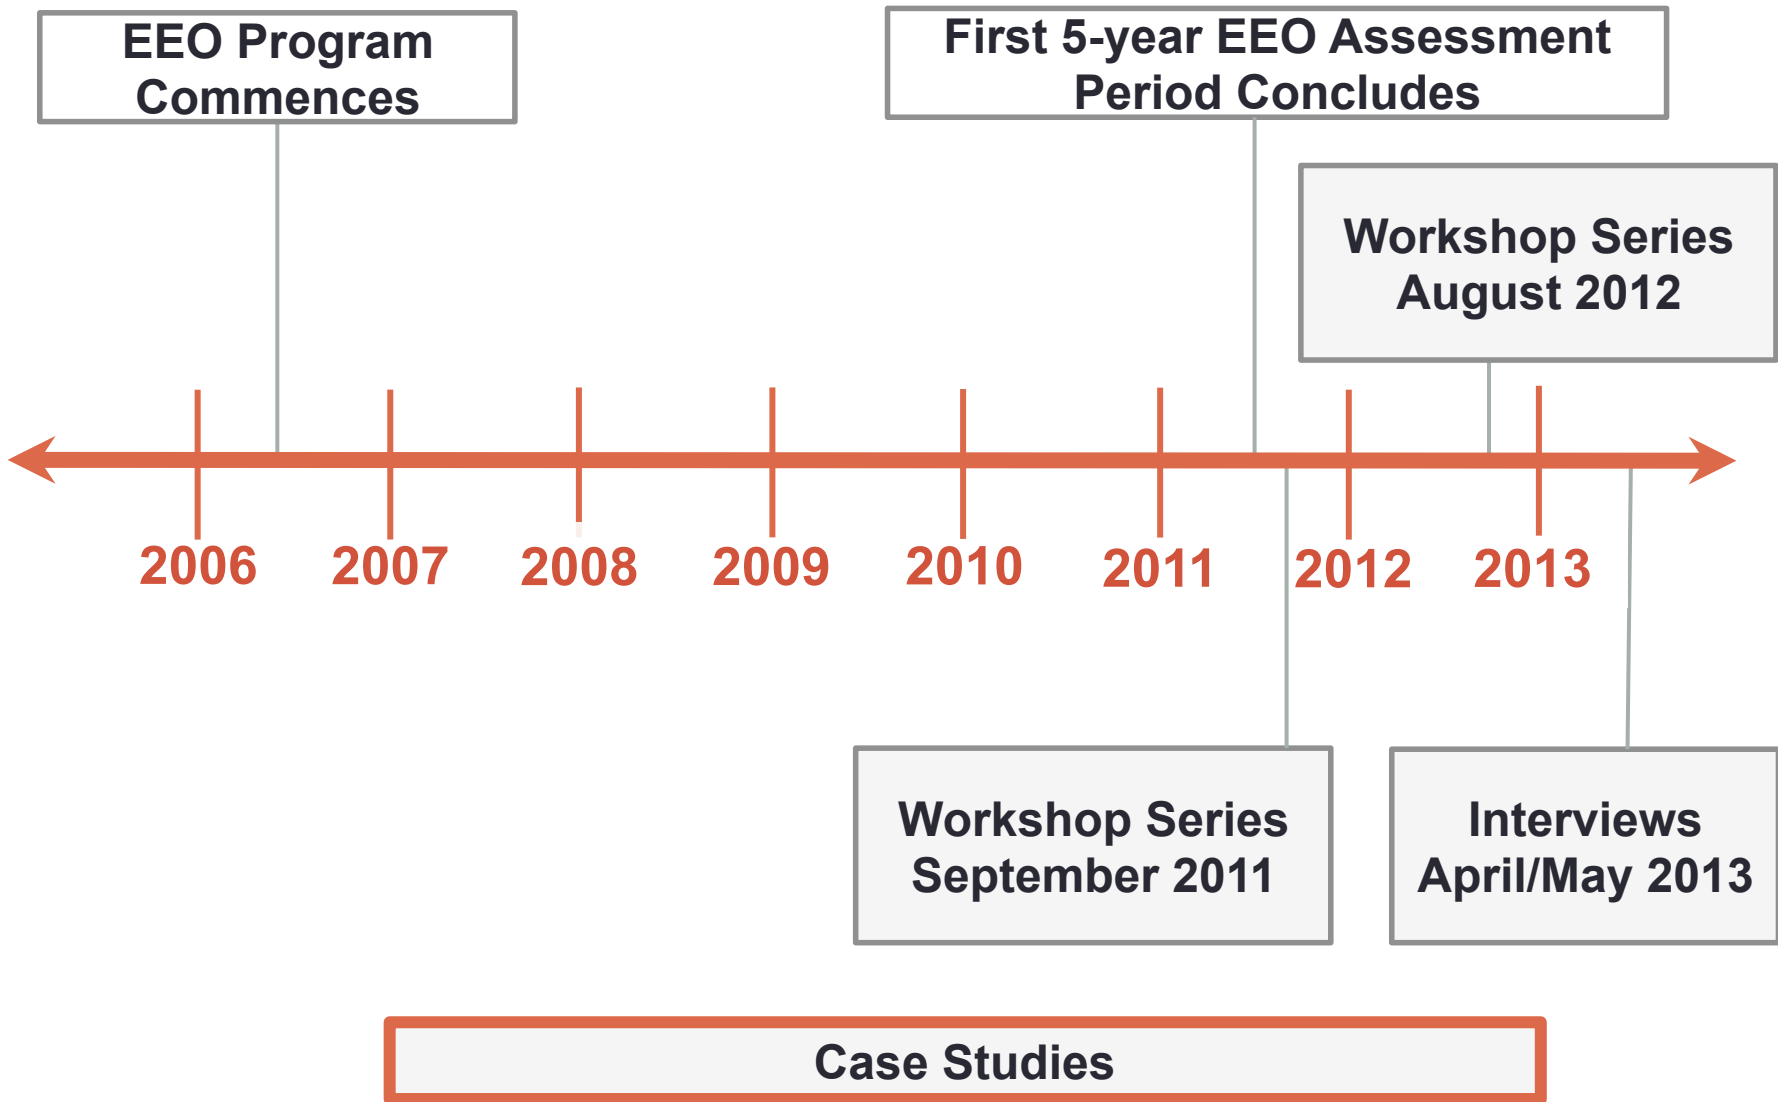 EEO Program
Commences
First 5-year EEO Assessment
Period Concludes
Workshop Series
August 2012
2006
2007
2008
2009
2010
2011
2012
2013
Workshop Series
September 2011
Interviews
April/May 2013
Case Studies